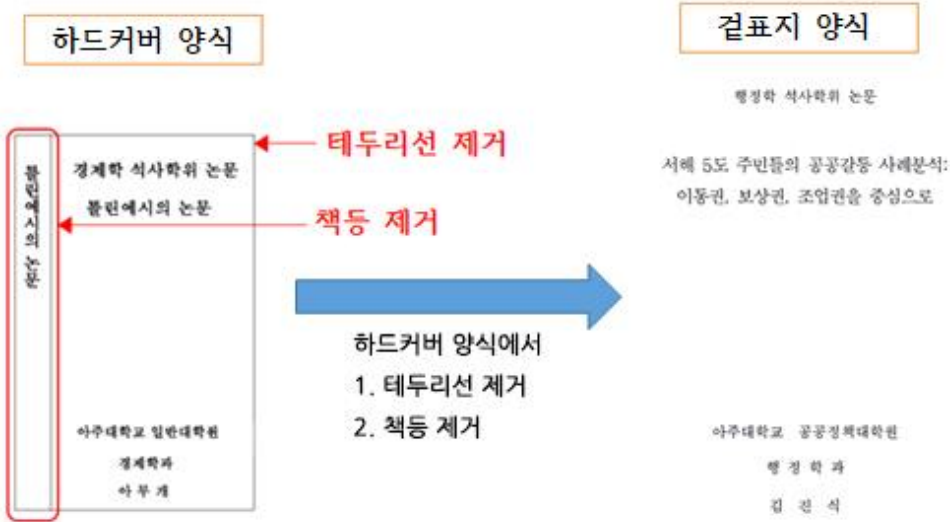 하드커버 양식
틀린예시의 논문
경제학 석사학위 논문
틀린예시의 논문
아주대학교 일반대학원
경제학과
아무개
테두리선 제거
책등 제거
하드커버 양식에서
1. 테두리선 제거
2. 책등 제거
겉표지 양식
행정학 석사학위 논문
서해 5도 주민들의 공공갈등 사례분석:
이동권, 보상권, 조업권을 중심으로
아주대학교 공공정책대학원
행 정 학 과
김 진 식